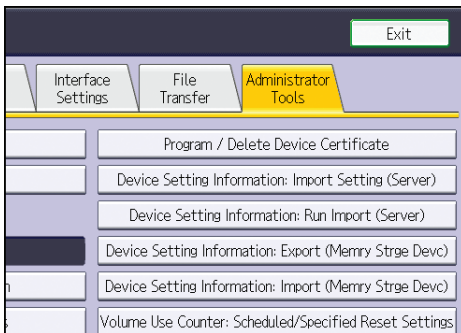 Exit
Interface
Settings
File
Transfer
Administrator
Tools
Program / Delete Device Certificate
Device Setting Information: Import Setting (Server)
Device Setting Information: Run Import (Server)
Device Setting Information: Export (Memry Strge Devc)
Device Setting Information: Import (Memry Strge Devc)
Volume Use Counter: Scheduled/Specified Reset Settings